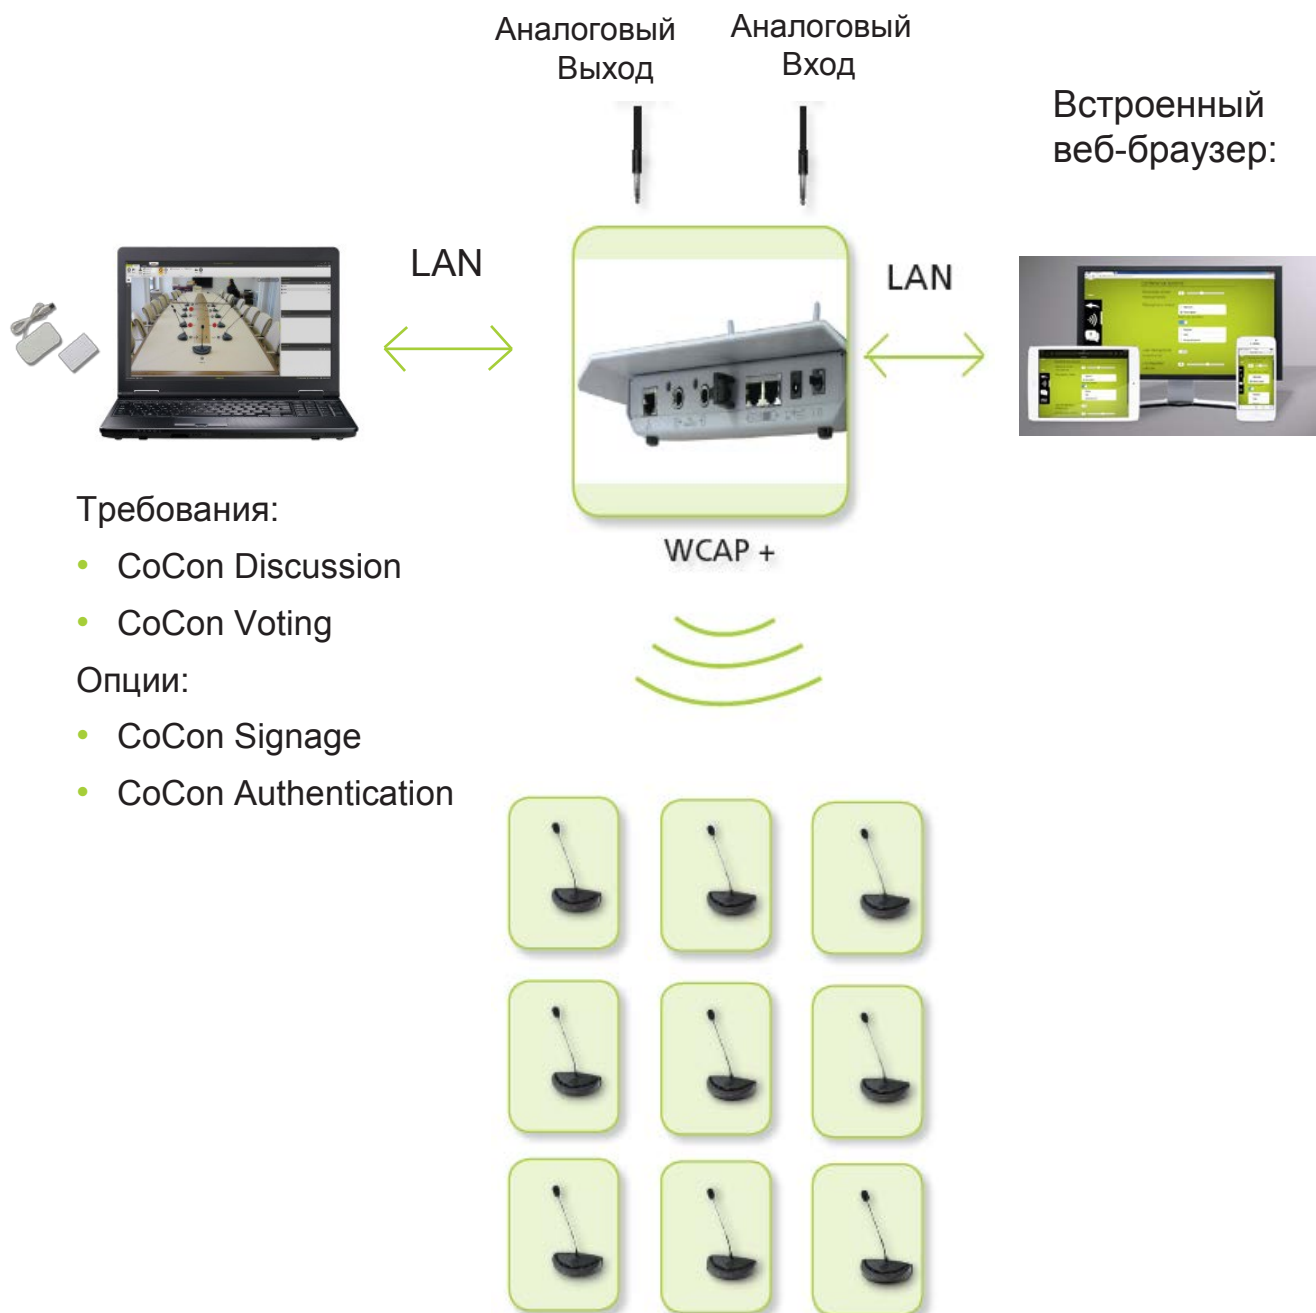 Аналоговый
Выход
Аналоговый
Вход
Встроенный
веб-браузер:
LAN
LAN
WCAP +
Требования:
• CoCon Discussion
• CoCon Voting
Опции:
• CoCon Signage
• CoCon Authentication